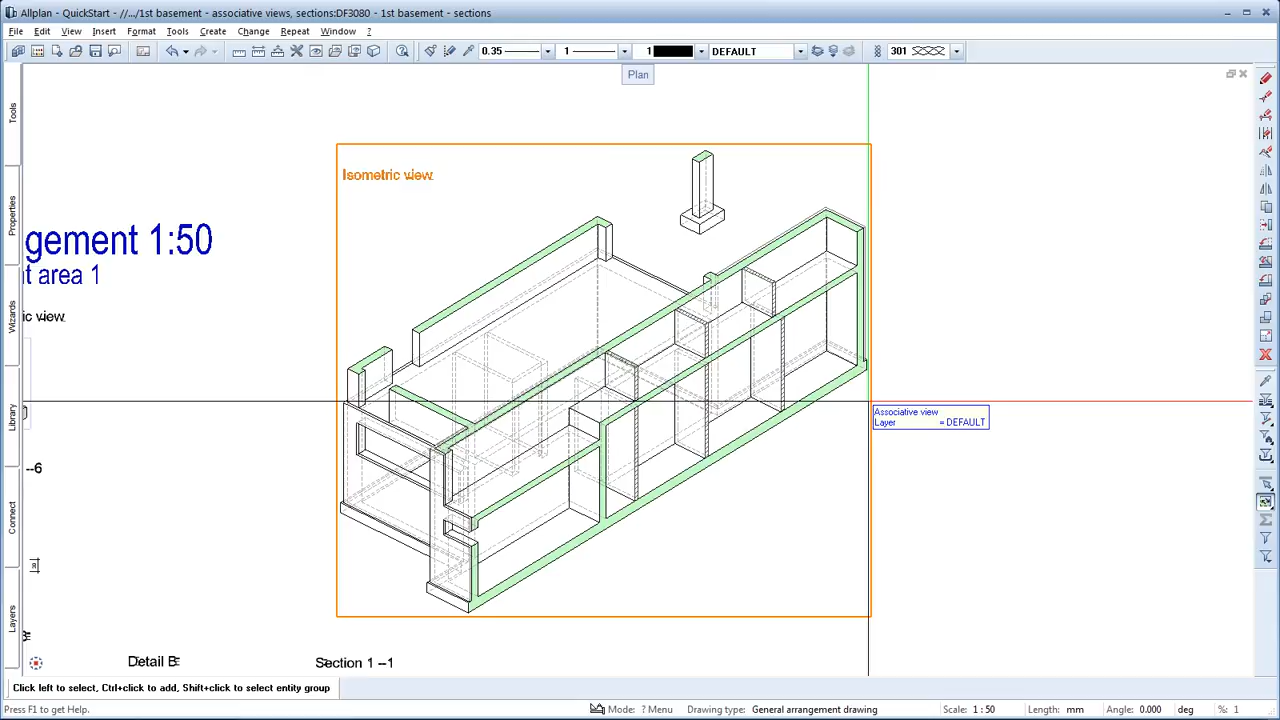 Allplan - QuickStart - //.../1st basement - associative views, sections:DF3080 - 1st basement - sections
File Edit View Insert Format Tools Create Change Repeat Window ?
0.35 1 1 DEFAULT 301
Plan
Tools
Properties
Wizards
Library
Connect
Layers
Isometric view
gement 1:50
t area 1
ic view
Associative view
Layer = DEFAULT
--6
Detail B
Section 1 --1
Click left to select, Ctrl+click to add, Shift+click to select entity group
Press F1 to get Help.
Mode: ? Menu
Drawing type: General arrangement drawing
Scale: 1 : 50
Length: mm
Angle: 0.000 deg
%: 1